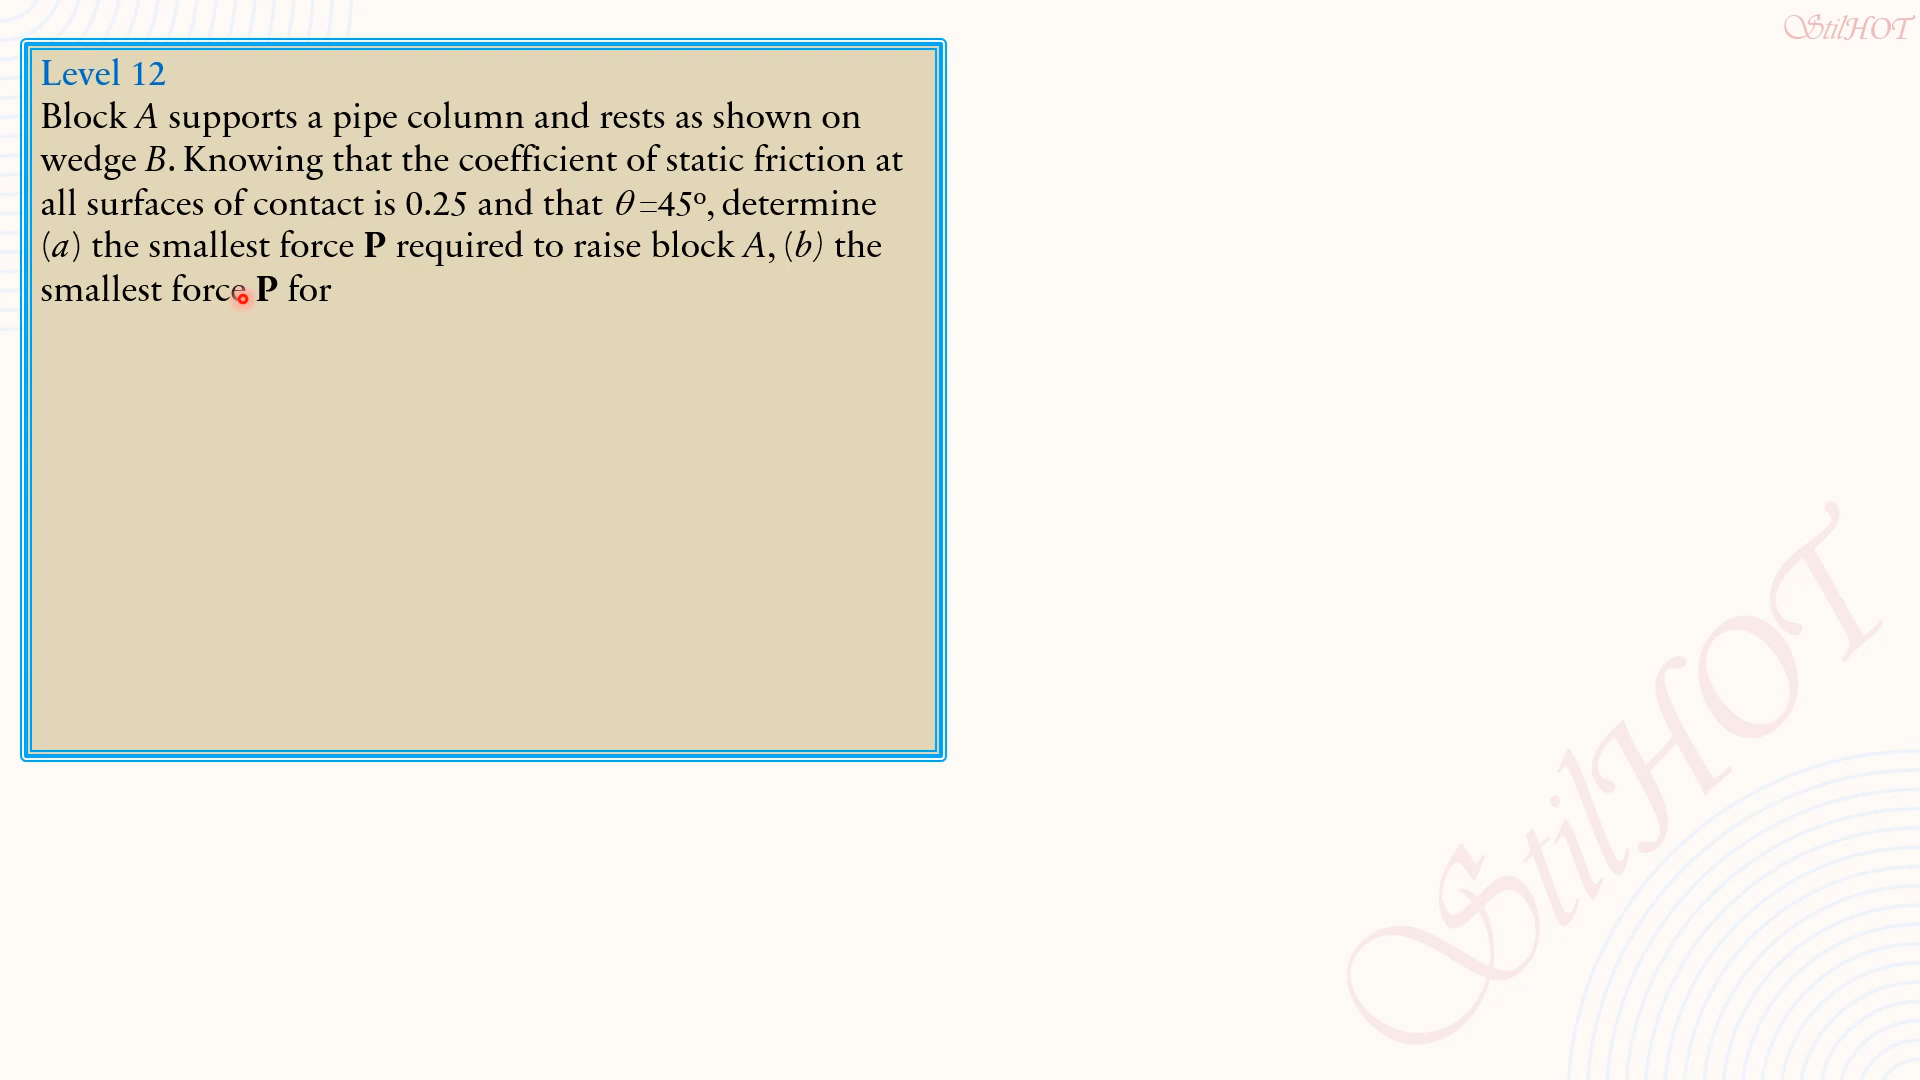 StilHOT
Level 12
Block A supports a pipe column and rests as shown on
wedge B. Knowing that the coefficient of static friction at
all surfaces of contact is 0.25 and that θ=45º, determine
(a) the smallest force P required to raise block A, (b) the
smallest force P for
StilHOT